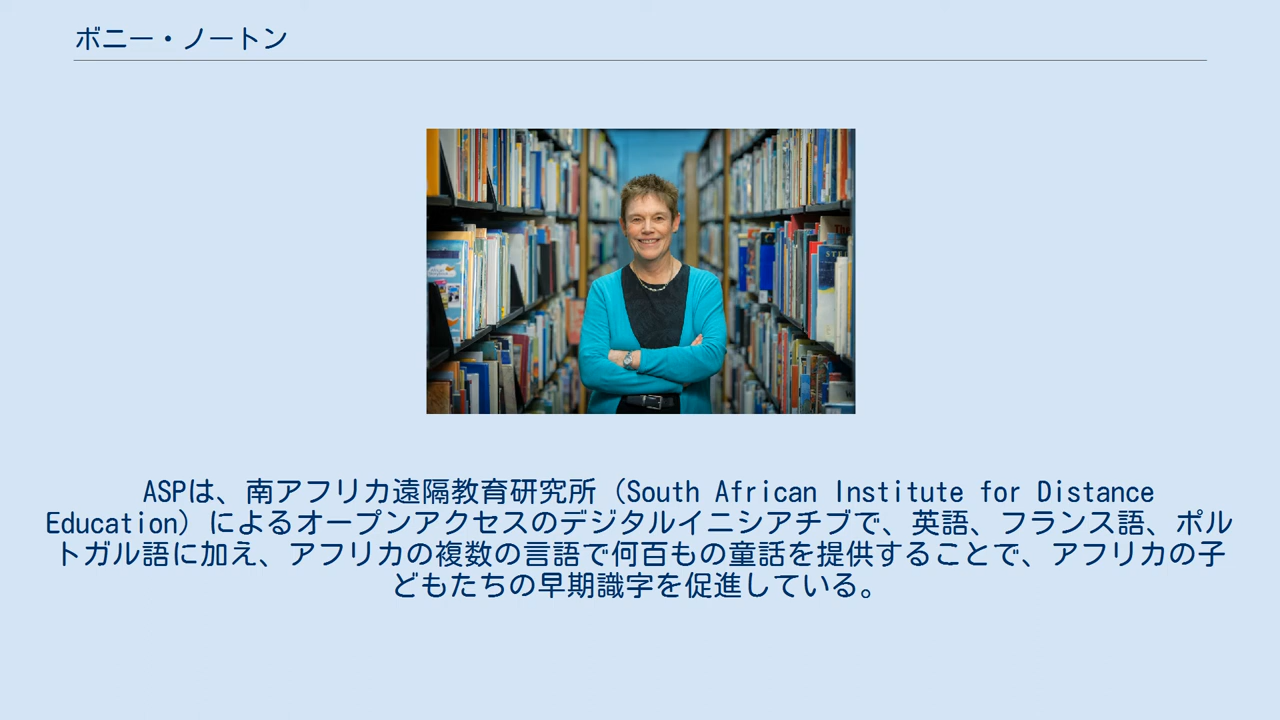 ボニー・ノートン
ASPは、南アフリカ遠隔教育研究所（South African Institute for Distance
Education）によるオープンアクセスのデジタルイニシアチブで、英語、フランス語、ポル
トガル語に加え、アフリカの複数の言語で何百もの童話を提供することで、アフリカの子
どもたちの早期識字を促進している。